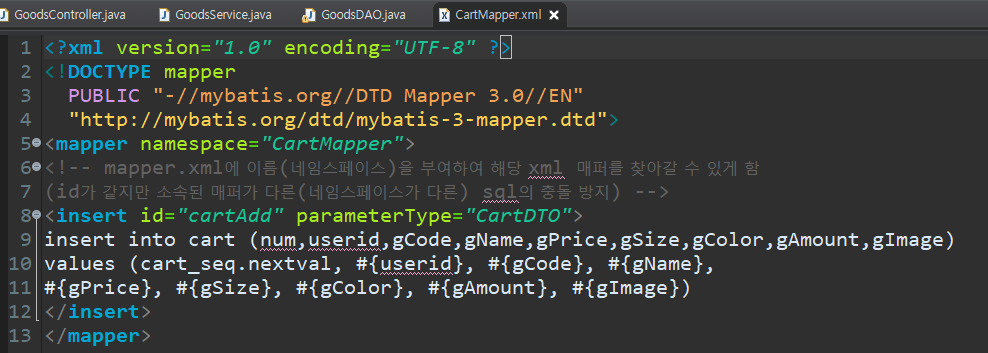 GoodsController.java GoodsService.java GoodsDAO.java CartMapper.xml
1 <?xml version="1.0" encoding="UTF-8" ?>
2 <!DOCTYPE mapper
3 PUBLIC "-//mybatis.org//DTD Mapper 3.0//EN"
4 "http://mybatis.org/dtd/mybatis-3-mapper.dtd">
5 <mapper namespace="CartMapper">
6 <!-- mapper.xml에 이름(네임스페이스)을 부여하여 해당 xml 매퍼를 찾아갈 수 있게 함
7 (id가 같지만 소속된 매퍼가 다른(네임스페이스가 다른) sql의 충돌 방지) -->
8 <insert id="cartAdd" parameterType="CartDTO">
9 insert into cart (num,userid,gCode,gName,gPrice,gSize,gColor,gAmount,gImage)
10 values (cart_seq.nextval, #{userid}, #{gCode}, #{gName},
11 #{gPrice}, #{gSize}, #{gColor}, #{gAmount}, #{gImage})
12 </insert>
13 </mapper>